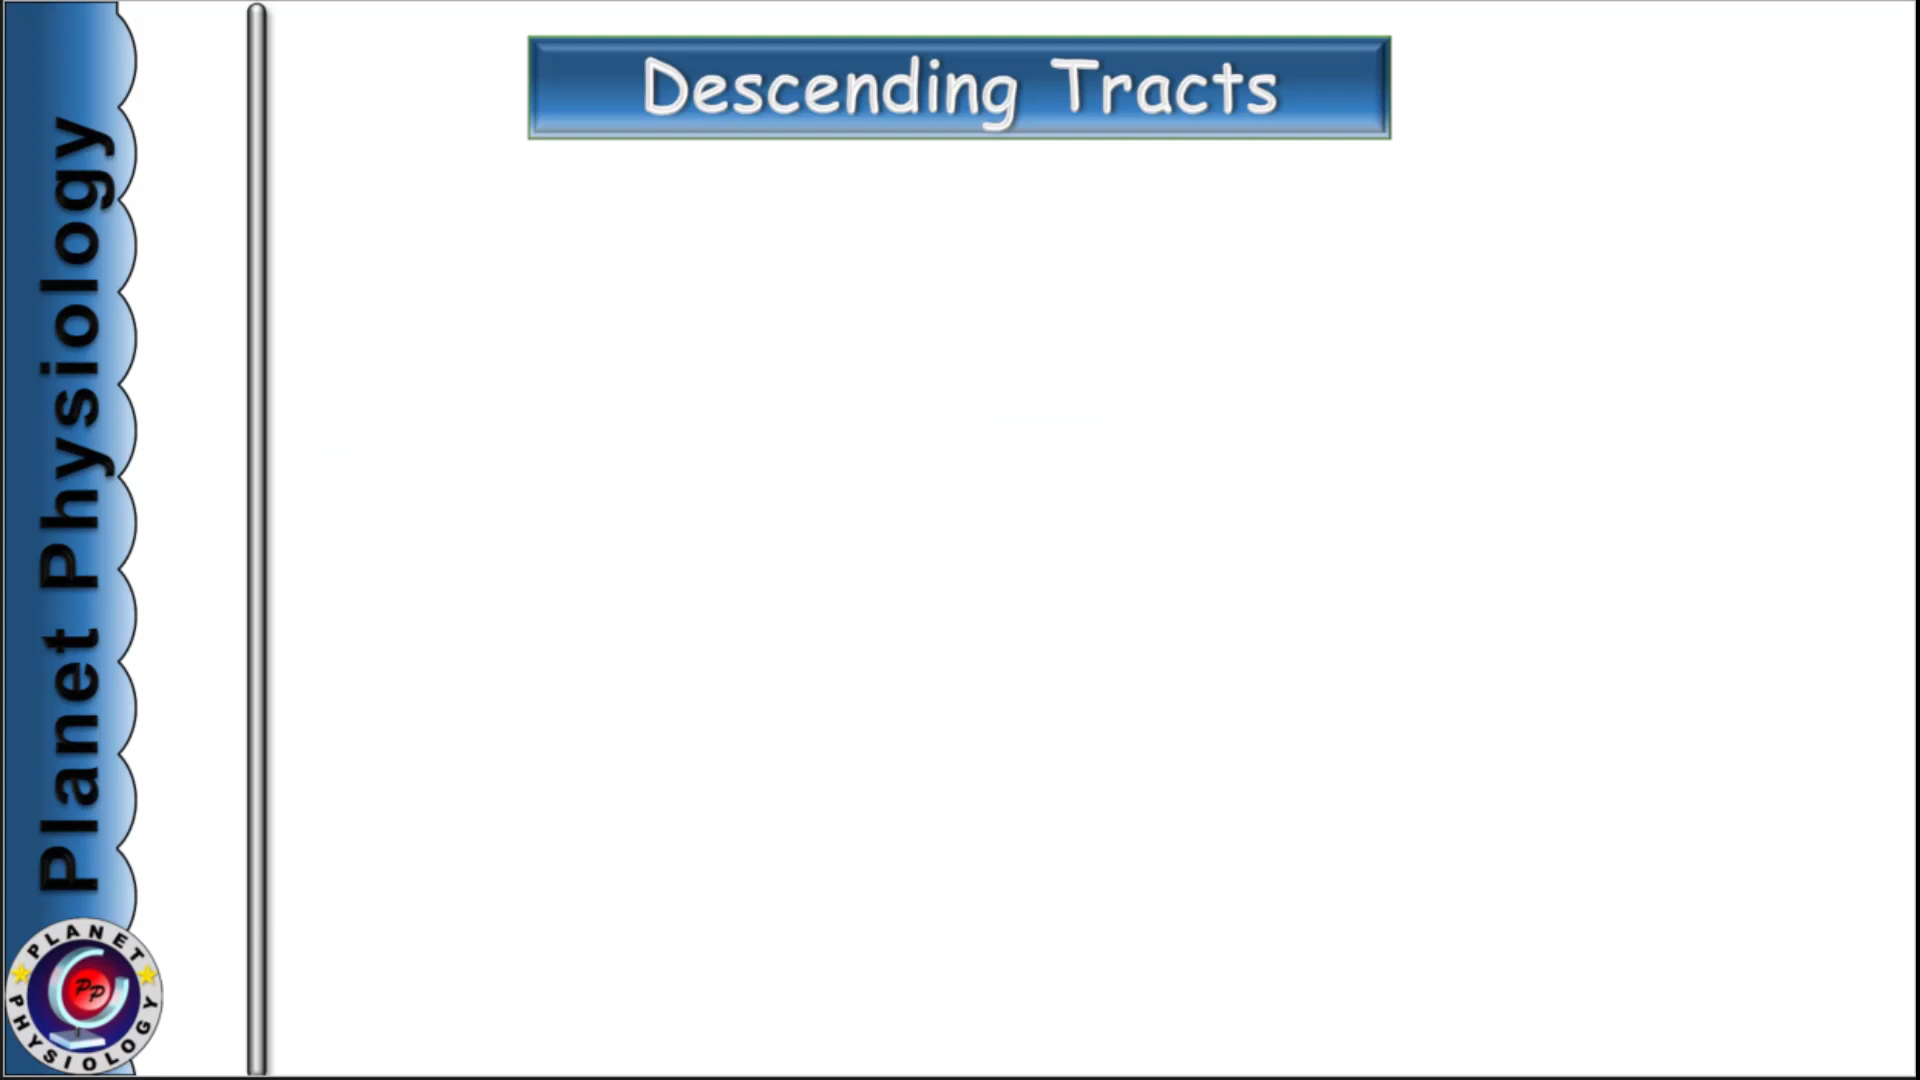 Descending Tracts
Planet Physiology
PLANET
PP
PHYSIOLOGY